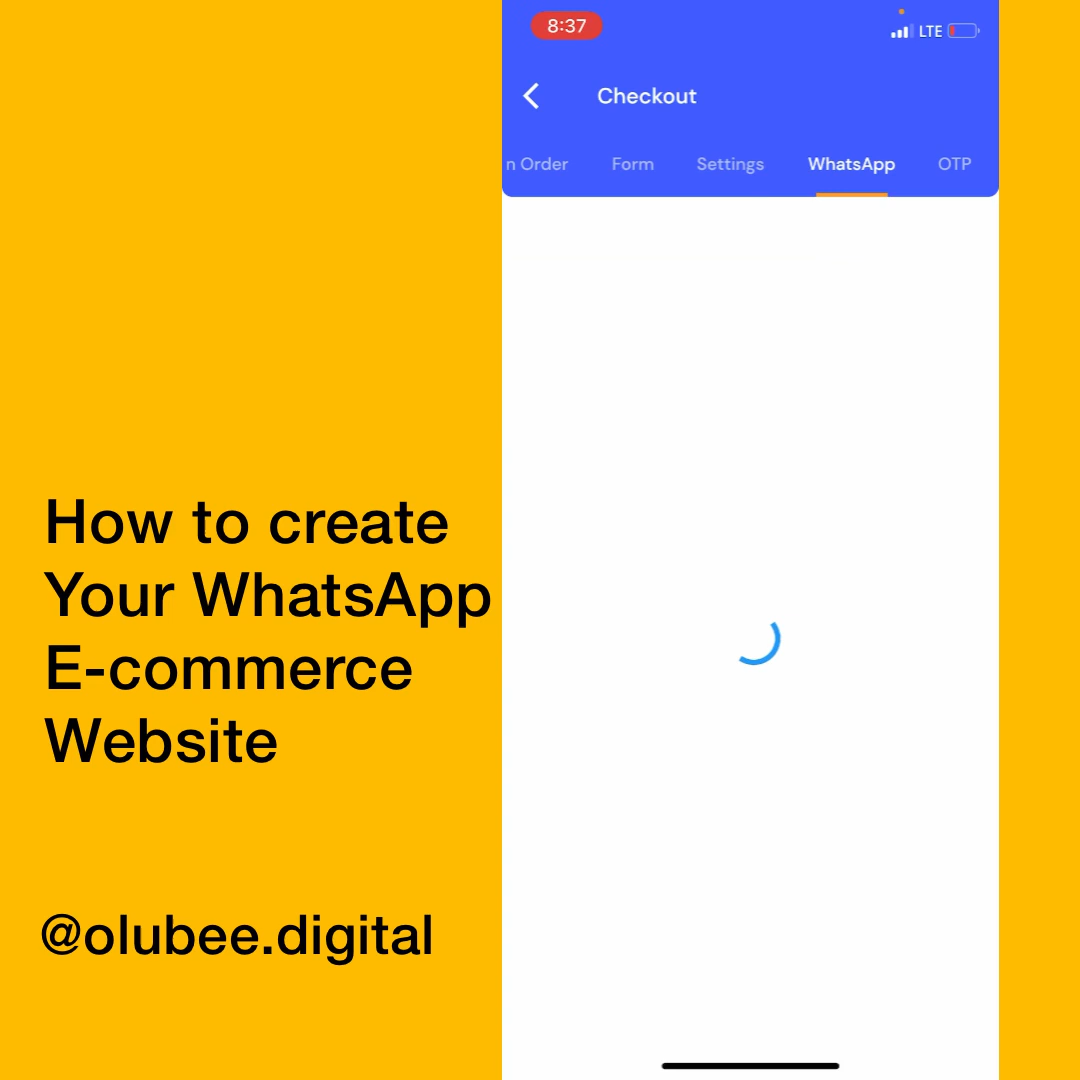 How to create
Your WhatsApp
E-commerce
Website
@olubee.digital
8:37
LTE
Checkout
n Order Form Settings WhatsApp OTP